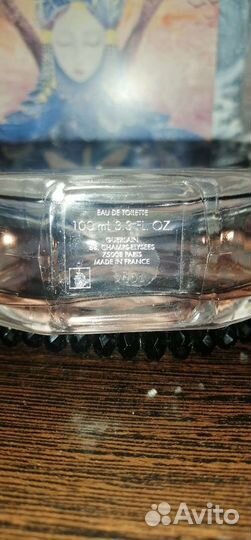 EAU DE TOILETTE
100 ml 3.3 FL. OZ
GUERLAIN
68 CHAMPS-ELYSEES
75008 PARIS
MADE IN FRANCE
Avito